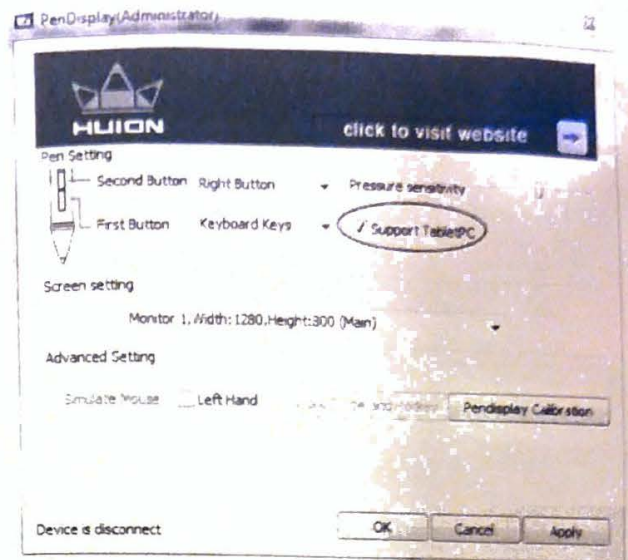 PenDisplay(Administrator)
HUION
click to visit website
Pen Setting
Second Button Right Button Pressure sensitivity
First Button Keyboard Keys Support TabletPC
Screen setting
Monitor 1,Width:1280,Height:800 (Main)
Advanced Setting
Simulate Mouse Left Hand Pendisplay Calibration
Device is disconnect OK Cancel Apply